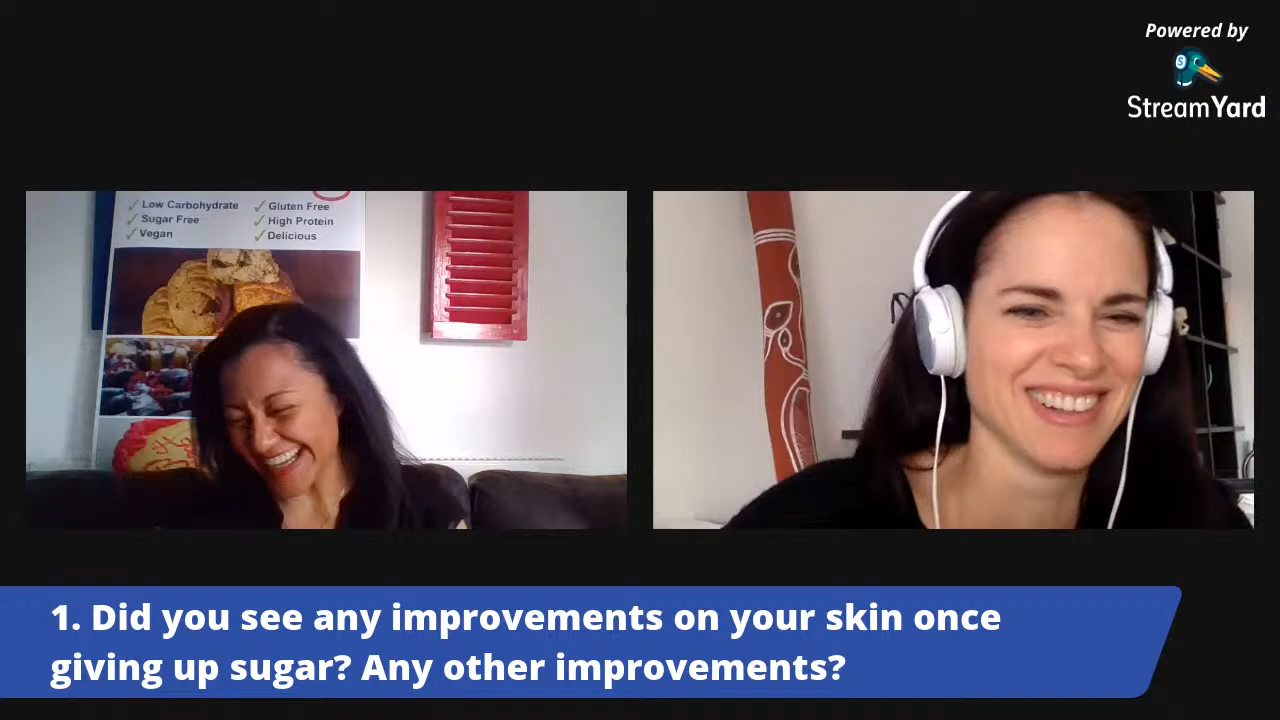 Powered by
StreamYard
Low Carbohydrate
Gluten Free
Sugar Free
High Protein
Vegan
Delicious
1. Did you see any improvements on your skin once
giving up sugar? Any other improvements?